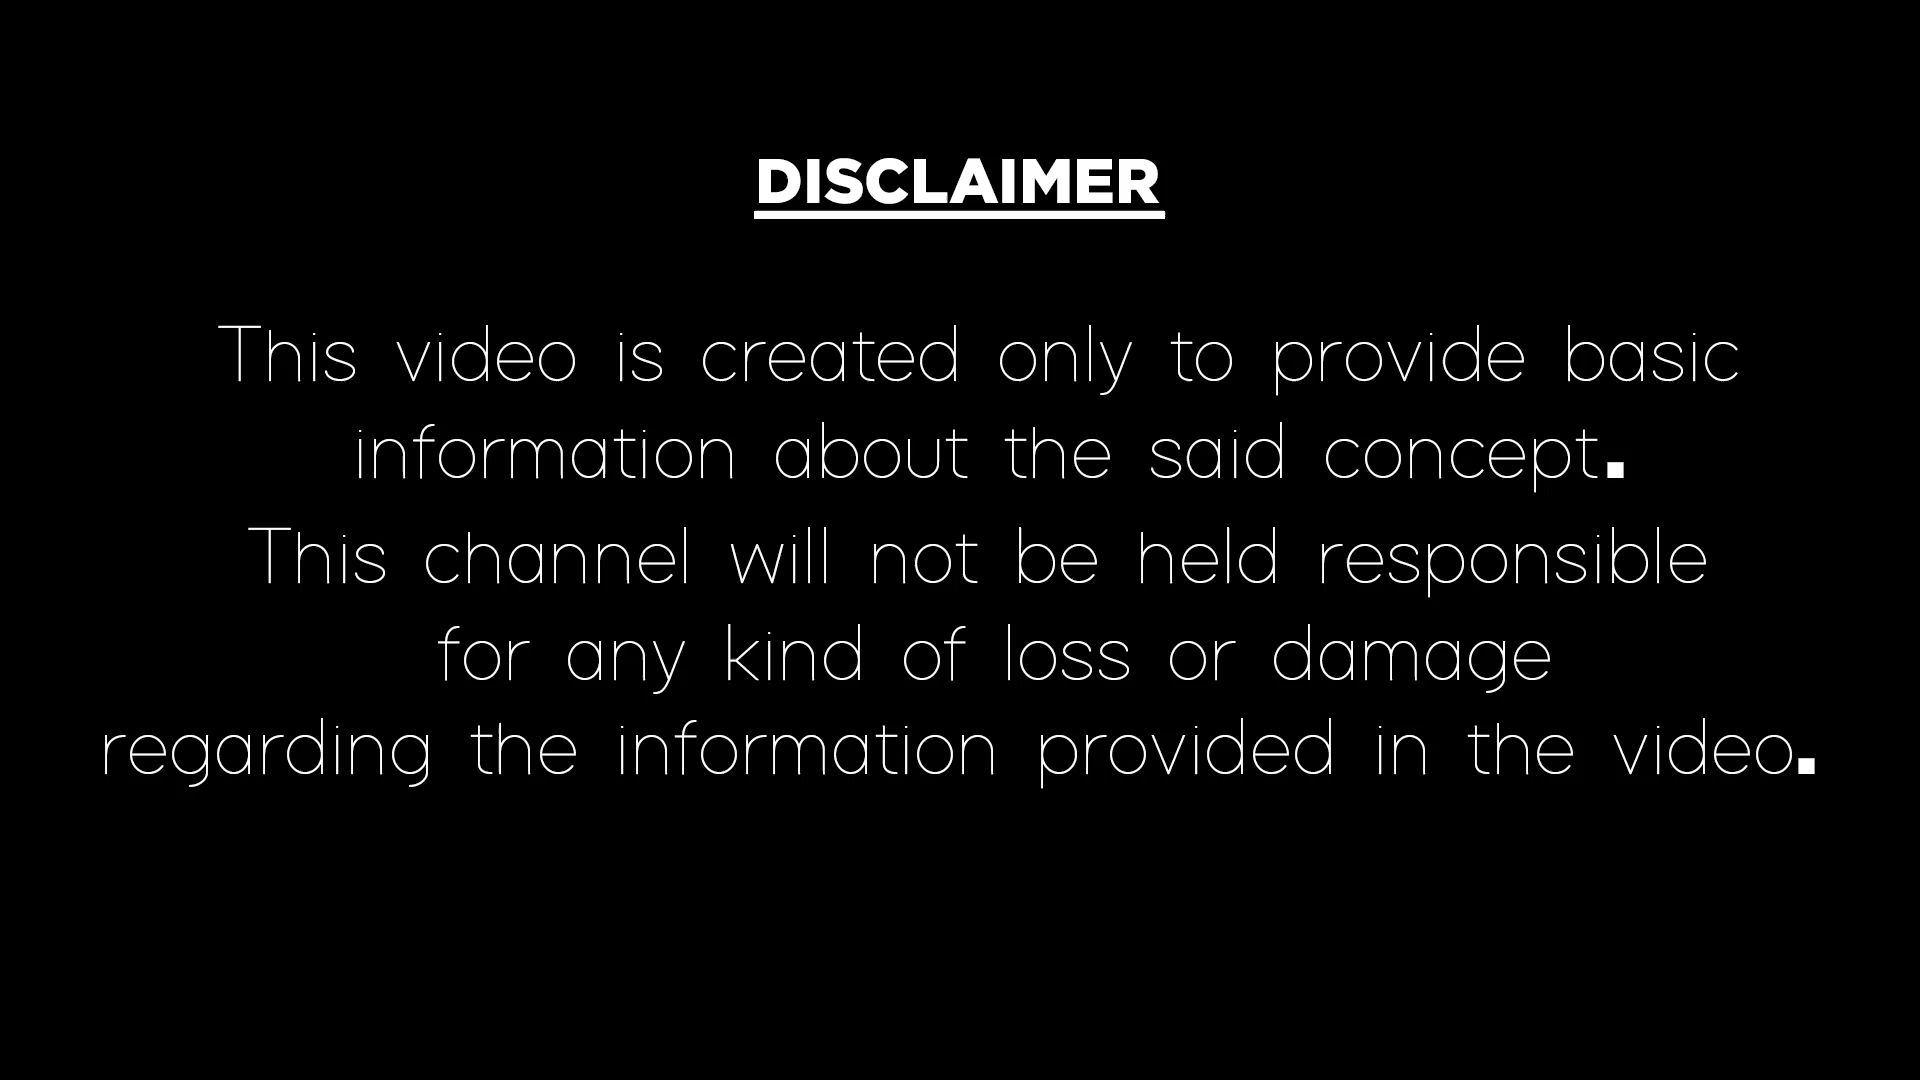 DISCLAIMER
This video is created only to provide basic
information about the said concept.
This channel will not be held responsible
for any kind of loss or damage
regarding the information provided in the video.